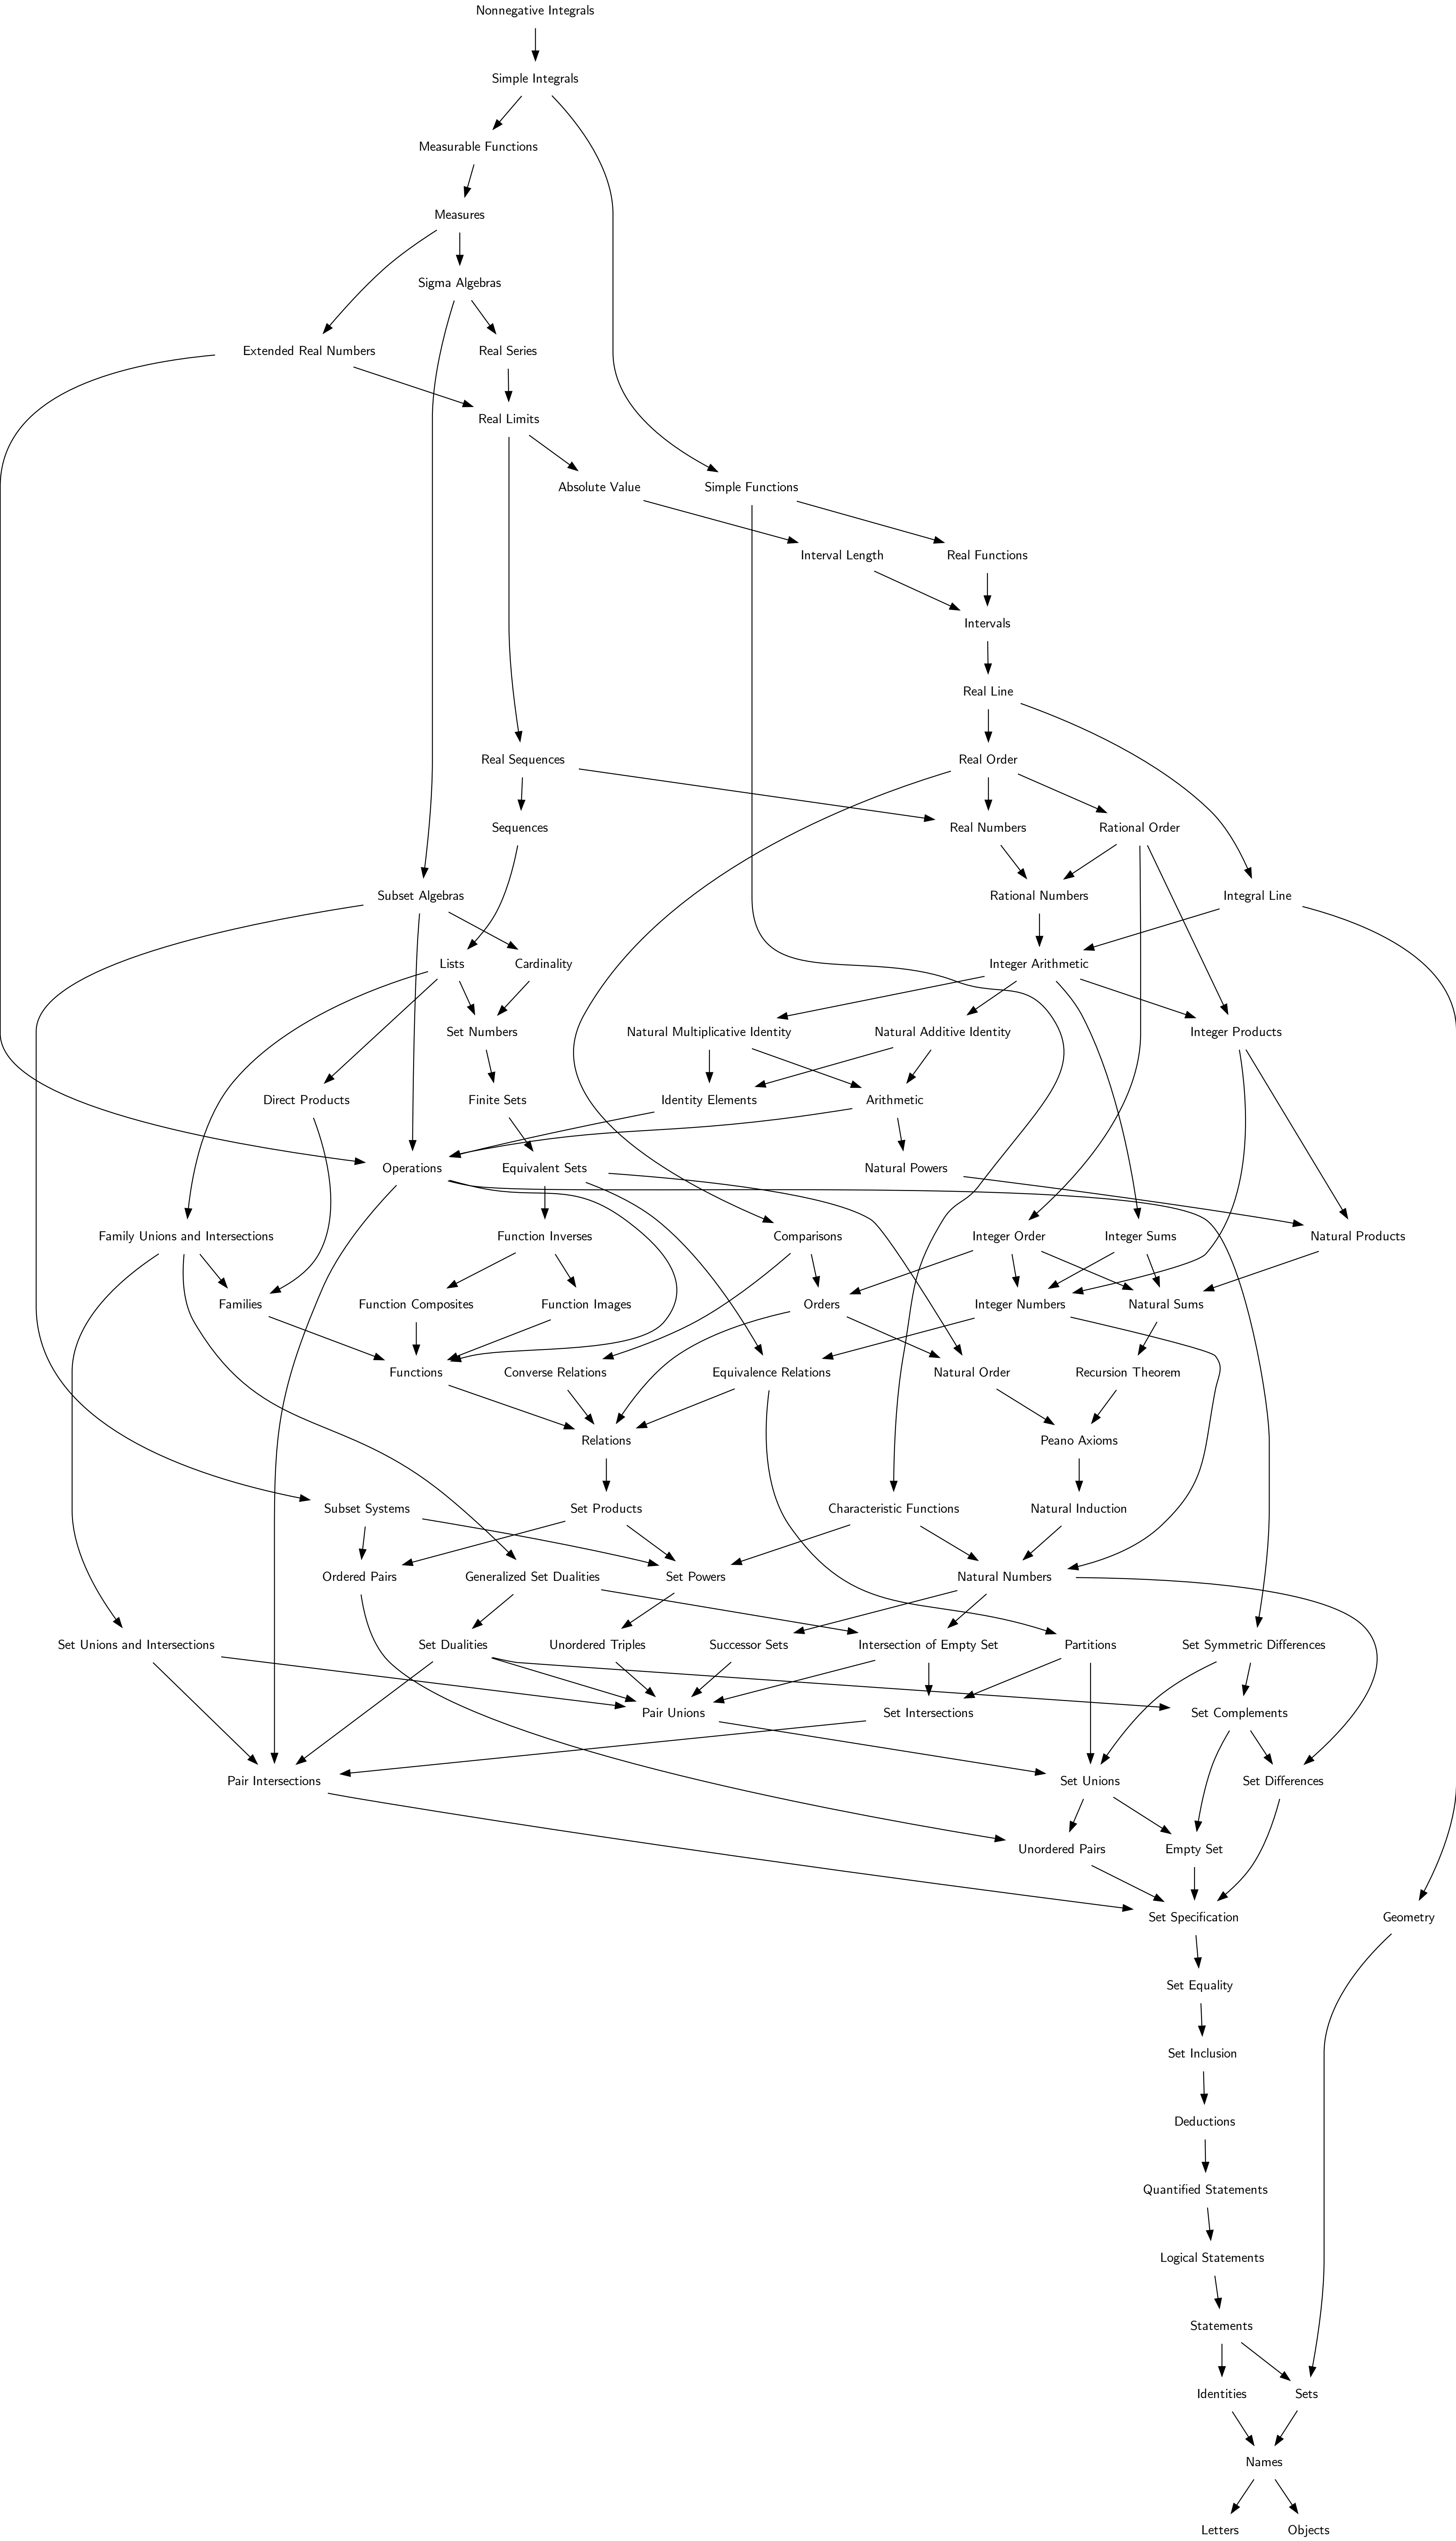 Nonnegative Integrals
Simple Integrals
Measurable Functions
Measures
Sigma Algebras
Extended Real Numbers
Real Series
Real Limits
Absolute Value
Simple Functions
Interval Length
Real Functions
Intervals
Real Line
Real Sequences
Real Order
Sequences
Real Numbers
Rational Order
Subset Algebras
Rational Numbers
Integral Line
Lists
Cardinality
Integer Arithmetic
Set Numbers
Natural Multiplicative Identity
Natural Additive Identity
Integer Products
Direct Products
Finite Sets
Identity Elements
Arithmetic
Operations
Equivalent Sets
Natural Powers
Family Unions and Intersections
Function Inverses
Comparisons
Integer Order
Integer Sums
Natural Products
Families
Function Composites
Function Images
Orders
Integer Numbers
Natural Sums
Functions
Converse Relations
Equivalence Relations
Natural Order
Recursion Theorem
Relations
Peano Axioms
Subset Systems
Set Products
Characteristic Functions
Natural Induction
Ordered Pairs
Generalized Set Dualities
Set Powers
Natural Numbers
Set Unions and Intersections
Set Dualities
Unordered Triples
Successor Sets
Intersection of Empty Set
Partitions
Set Symmetric Differences
Pair Unions
Set Intersections
Set Complements
Pair Intersections
Set Unions
Set Differences
Unordered Pairs
Empty Set
Set Specification
Geometry
Set Equality
Set Inclusion
Deductions
Quantified Statements
Logical Statements
Statements
Identities
Sets
Names
Letters
Objects